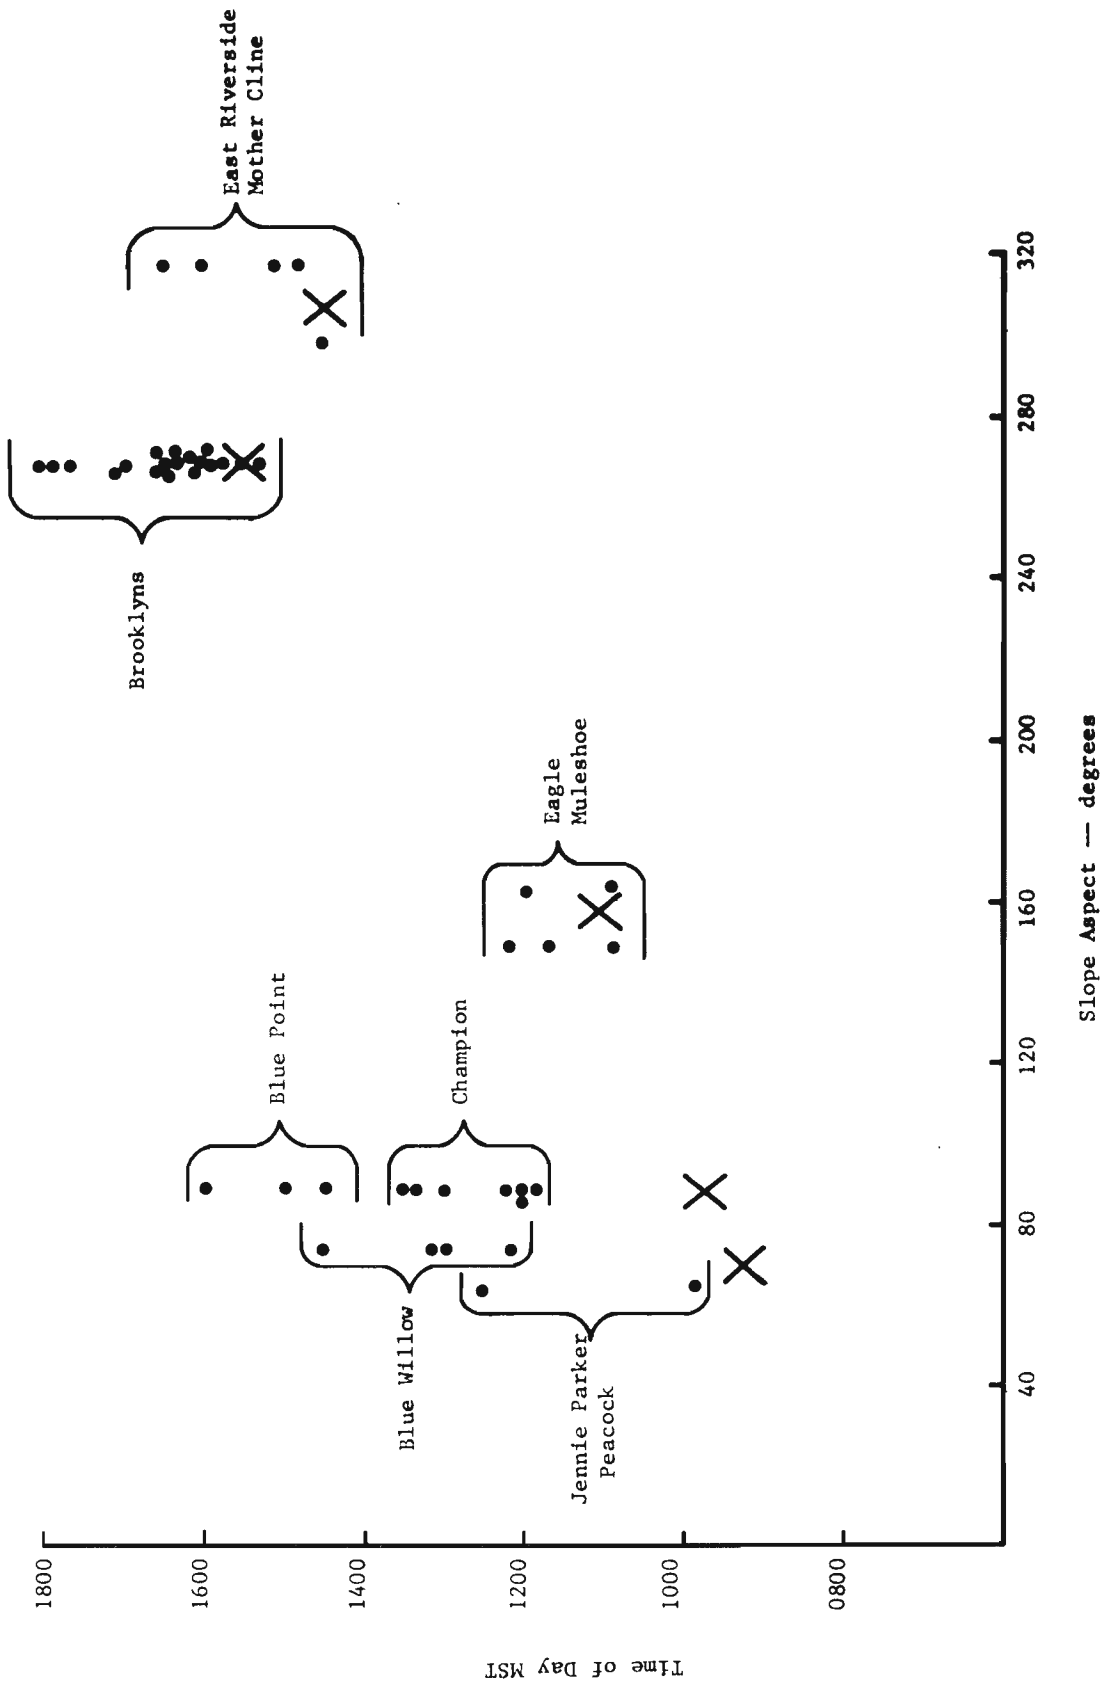 East Riverside
Mother Cline
Brooklyns
Eagle
Muleshoe
Blue Point
Champion
Blue Willow
Jennie Parker
Peacock
1800
1600
1400
1200
1000
0800
Time of Day MST
40
80
120
160
200
240
280
320
Slope Aspect — degrees